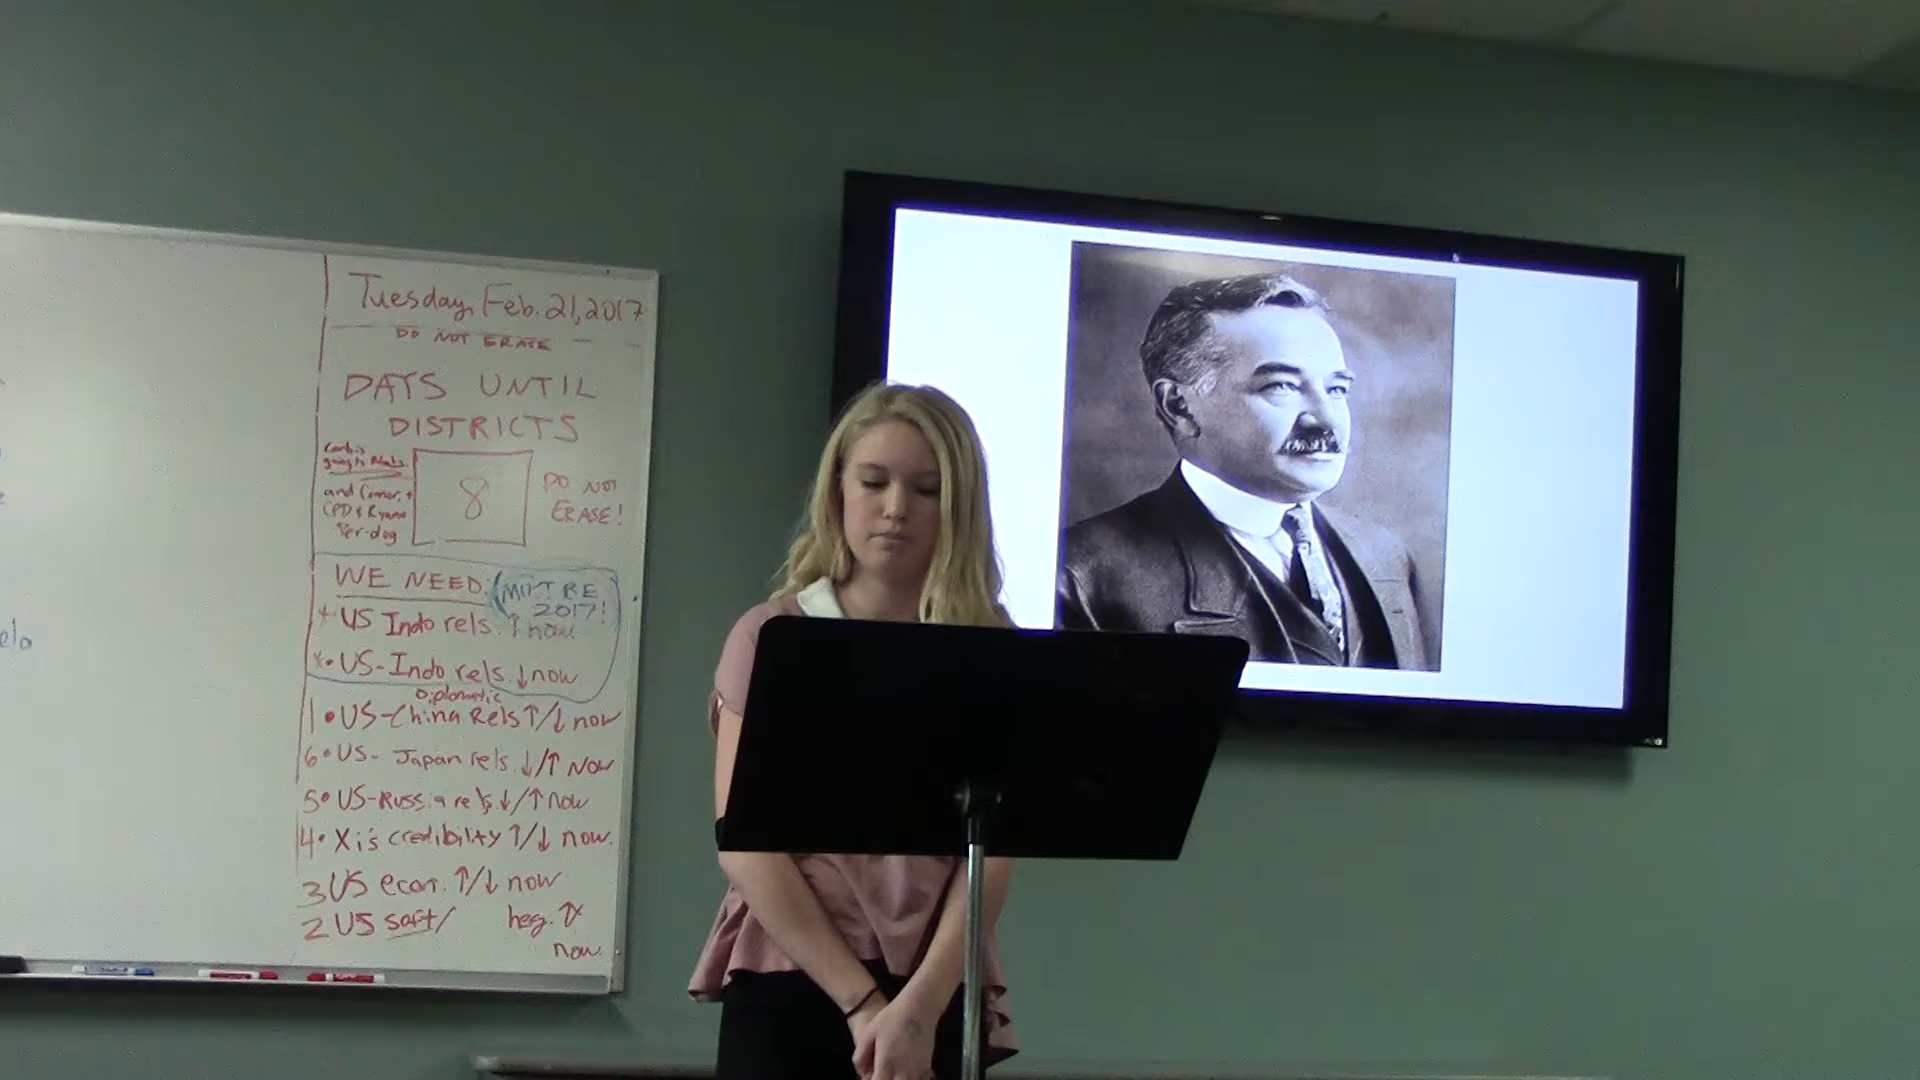 Tuesday, Feb. 21, 2017
DO NOT ERASE
DAYS UNTIL
DISTRICTS
8
DO NOT
ERASE!
WE NEED:
2017!
US Indo rels. ↑ now
US-Indo rels. ↓ now
Diplomatic
1 • US-China Rels ↑/↓ now
6 • US- Japan rels. ↓/↑ Now
5 • US-Russia rels ↓/↑ now
4 • Xi's credibility ↑/↓ now.
3 US econ. ↑/↓ now
2 US soft/ heg. now.